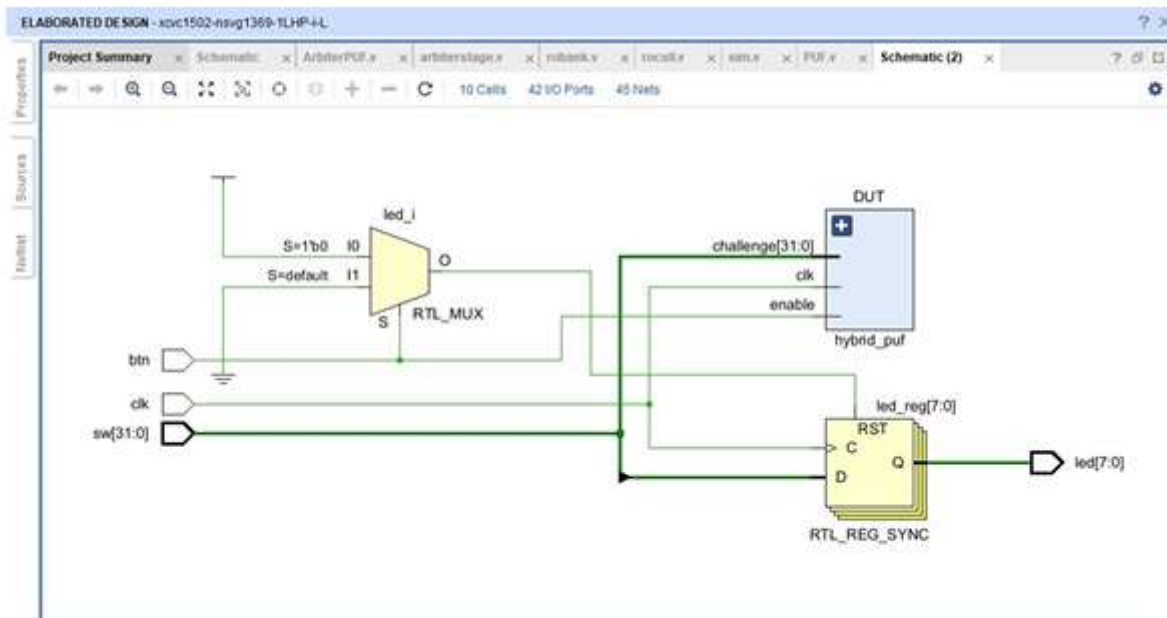 ELABORATED DESIGN - xcvc1502-nsvg1369-1LHP-i-L
Project Summary
Schematic
ArbiterPUF.v
arbiterstage.v
robank.v
rocell.v
sim.v
PUF.v
Schematic (2)
10 Cells
42 I/O Ports
45 Nets
Properties
Sources
Netlist
DUT
led_i
challenge[31:0]
S=1'b0 I0
O
clk
S=default I1
enable
S
RTL_MUX
hybrid_puf
btn
clk
led_reg[7:0]
sw[31:0]
RST
C
Q
led[7:0]
D
RTL_REG_SYNC